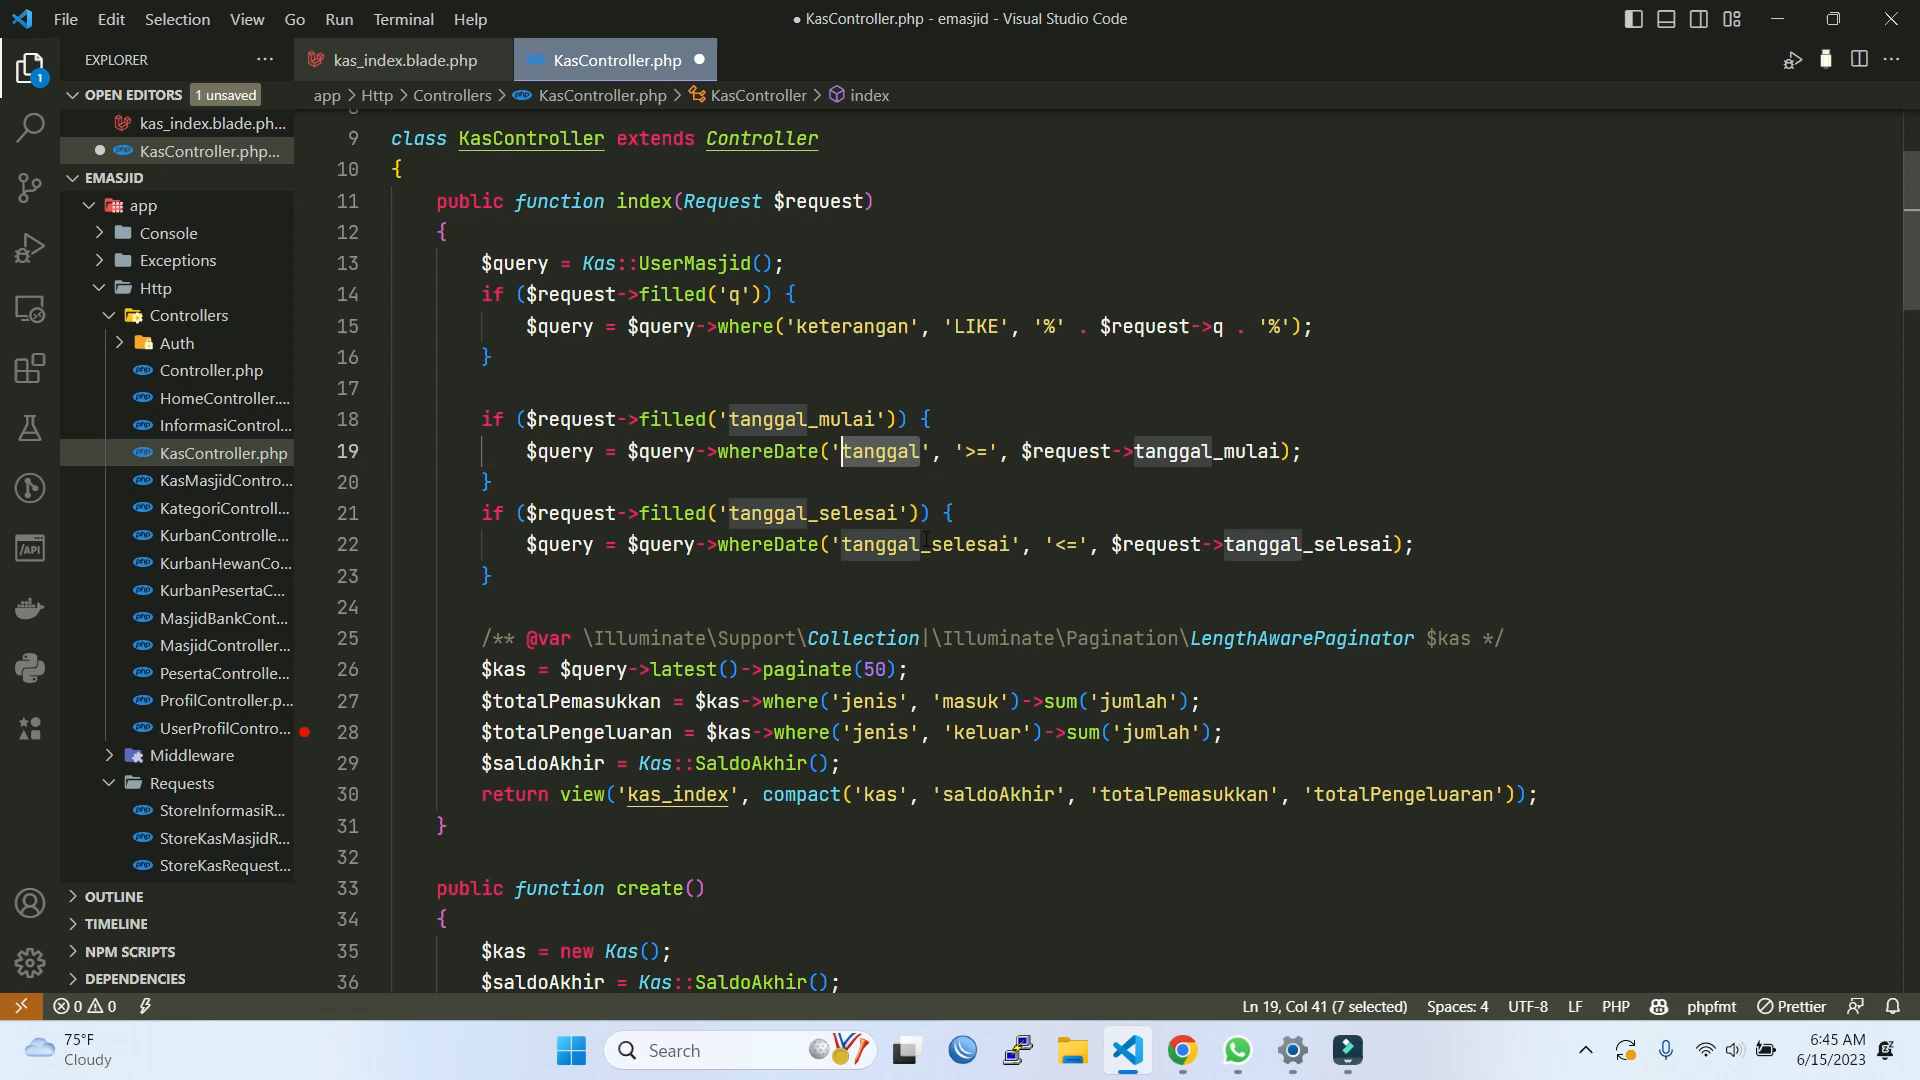 File Edit Selection View Go Run Terminal Help
● KasController.php - emasjid - Visual Studio Code
EXPLORER
kas_index.blade.php
KasController.php
OPEN EDITORS 1 unsaved
app > Http > Controllers > KasController.php > KasController > index
kas_index.blade.ph...
KasController.php...
EMASJID
app
Console
Exceptions
Http
Controllers
Auth
Controller.php
HomeController....
InformasiControl...
KasController.php
KasMasjidContro...
KategoriControll...
KurbanControlle...
KurbanHewanCo...
KurbanPesertaC...
MasjidBankCont...
MasjidController...
PesertaControlle...
ProfilController.p...
UserProfilContro...
Middleware
Requests
StoreInformasiR...
StoreKasMasjidR...
StoreKasRequest...
OUTLINE
TIMELINE
NPM SCRIPTS
DEPENDENCIES
9 class KasController extends Controller
10 {
11 public function index(Request $request)
12 {
13 $query = Kas::UserMasjid();
14 if ($request->filled('q')) {
15 $query = $query->where('keterangan', 'LIKE', '%' . $request->q . '%');
16 }
17
18 if ($request->filled('tanggal_mulai')) {
19 $query = $query->whereDate('tanggal', '>=', $request->tanggal_mulai);
20 }
21 if ($request->filled('tanggal_selesai')) {
22 $query = $query->whereDate('tanggal_selesai', '<=', $request->tanggal_selesai);
23 }
24
25 /** @var \Illuminate\Support\Collection|\Illuminate\Pagination\LengthAwarePaginator $kas */
26 $kas = $query->latest()->paginate(50);
27 $totalPemasukkan = $kas->where('jenis', 'masuk')->sum('jumlah');
28 $totalPengeluaran = $kas->where('jenis', 'keluar')->sum('jumlah');
29 $saldoAkhir = Kas::SaldoAkhir();
30 return view('kas_index', compact('kas', 'saldoAkhir', 'totalPemasukkan', 'totalPengeluaran'));
31 }
32
33 public function create()
34 {
35 $kas = new Kas();
36 $saldoAkhir = Kas::SaldoAkhir();
1
API
0 0
Ln 19, Col 41 (7 selected) Spaces: 4 UTF-8 LF PHP phpfmt Prettier
75°F
Cloudy
Search
6:45 AM
6/15/2023